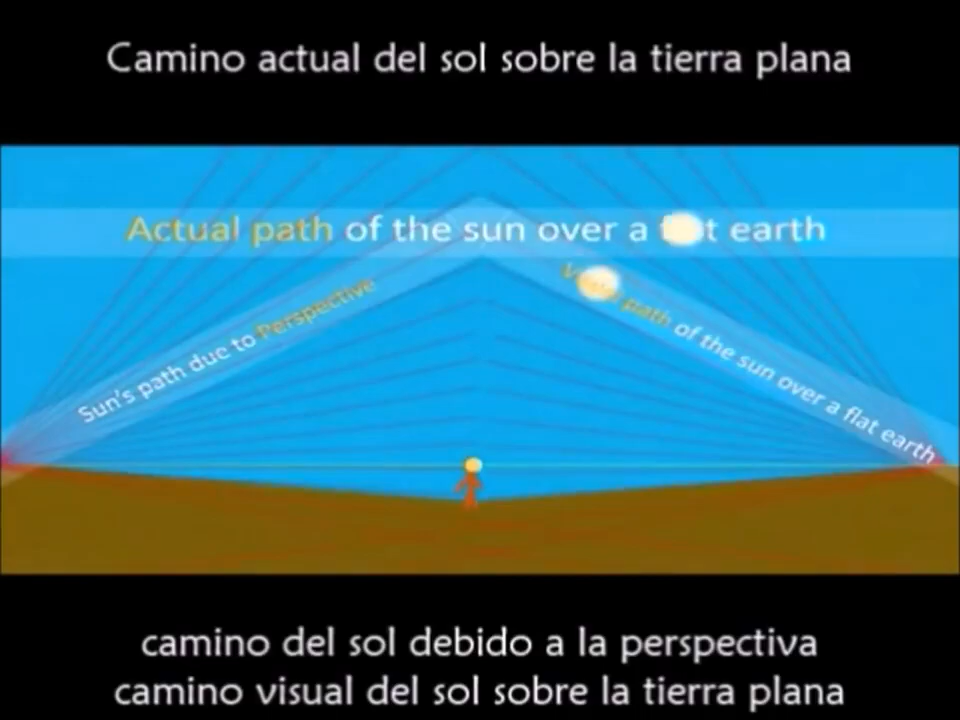 Camino actual del sol sobre la tierra plana
Actual path of the sun over a t earth
Sun's path due to Perspective
path of the sun over a flat earth
camino del sol debido a la perspectiva
camino visual del sol sobre la tierra plana